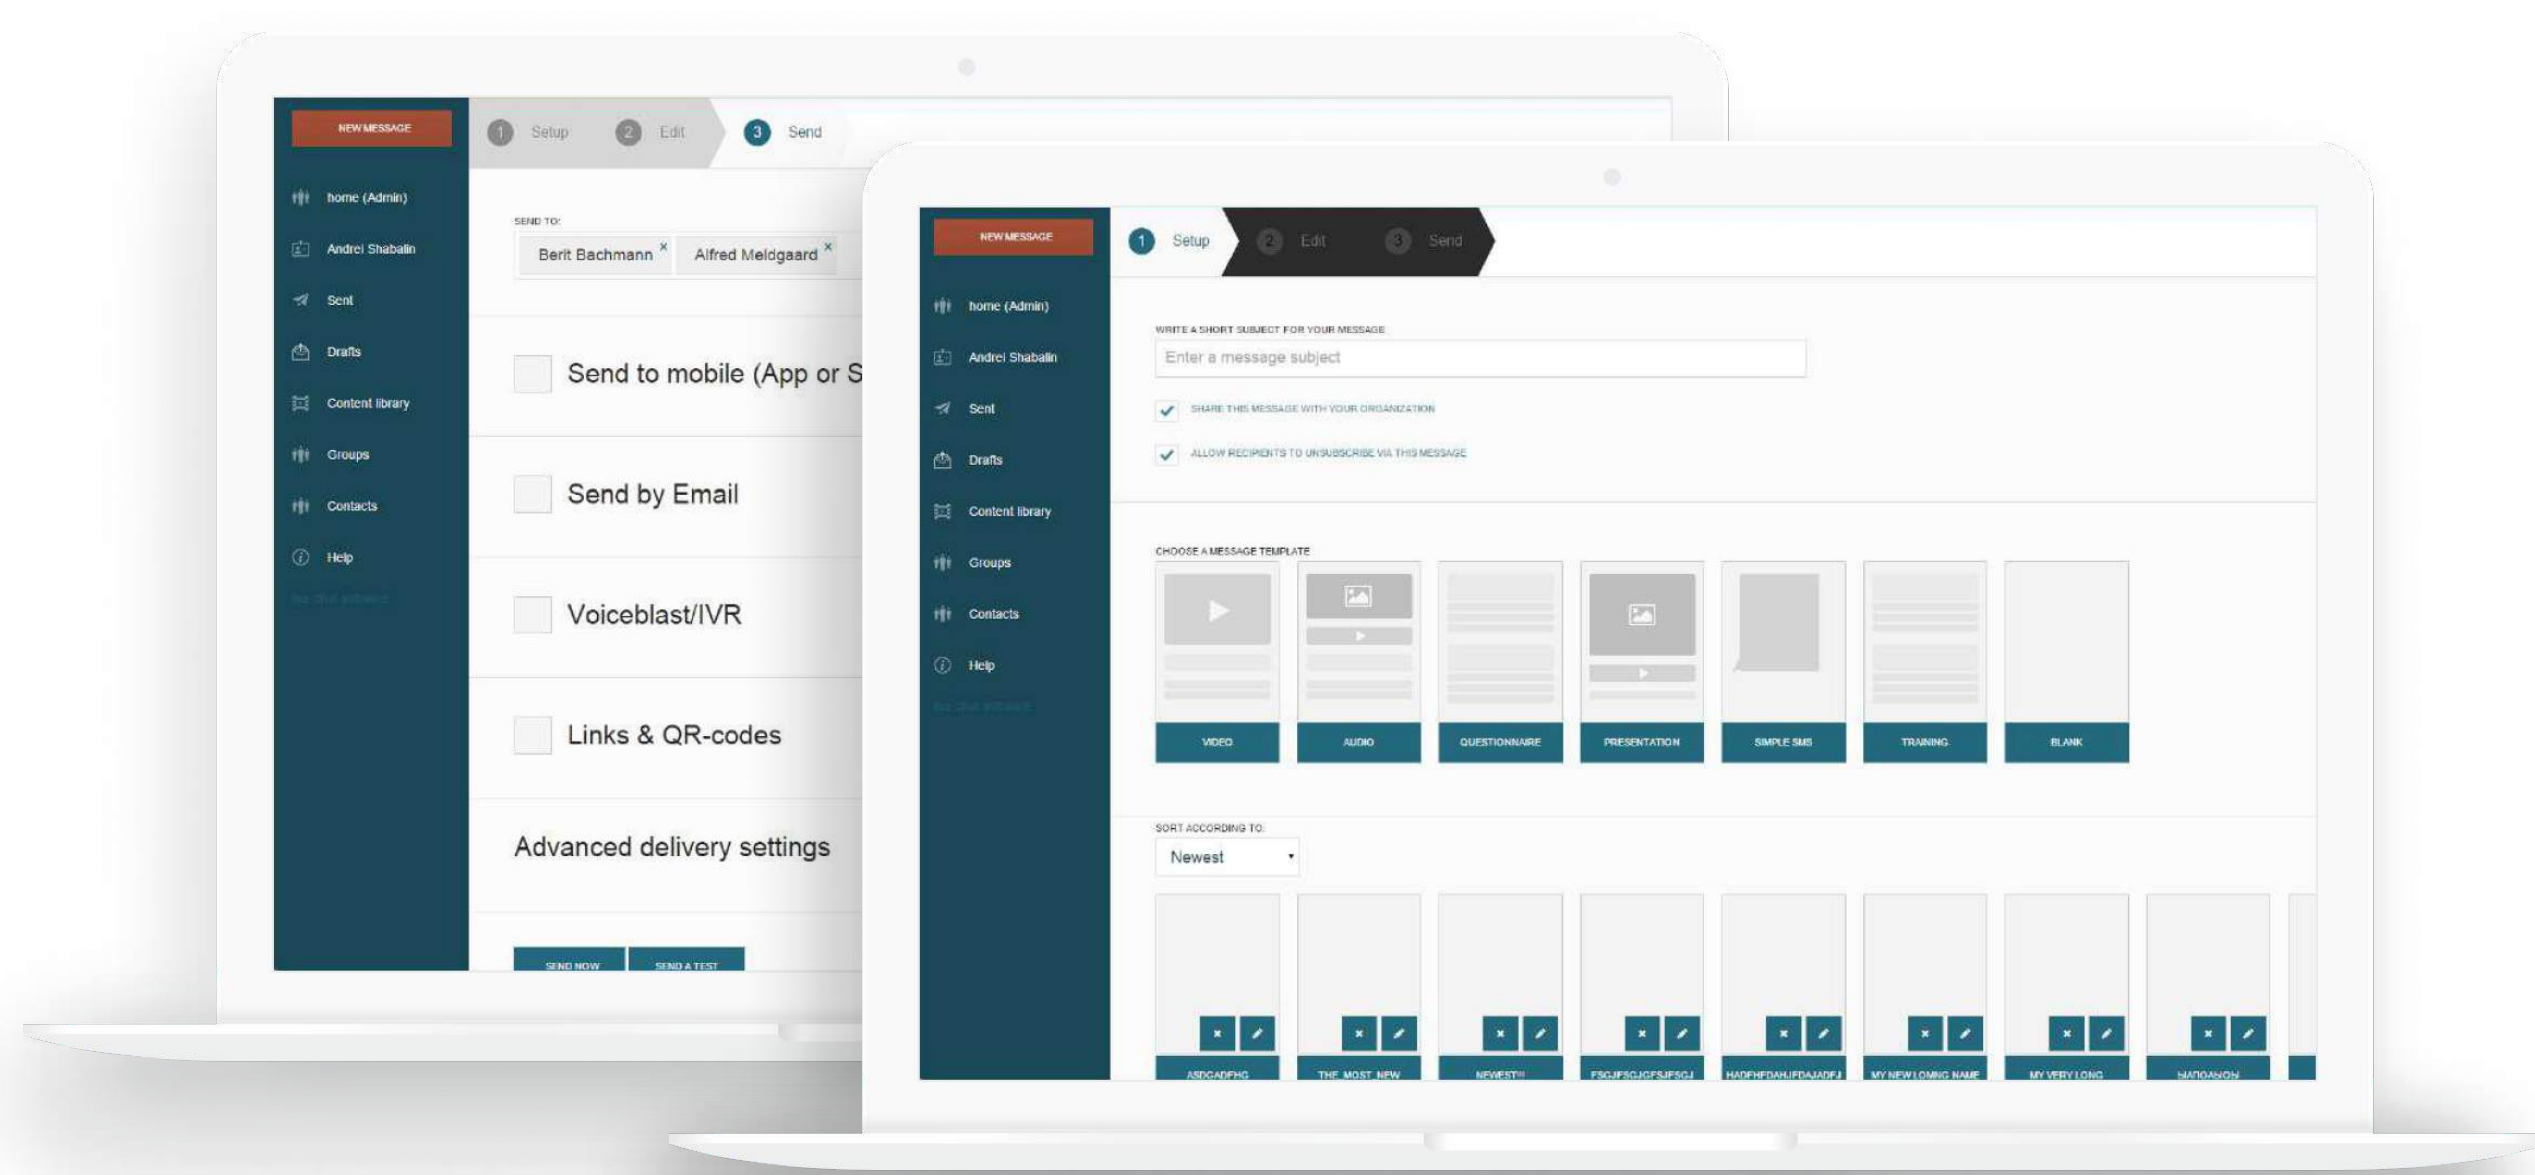 NEW MESSAGE
home (Admin)
Andrei Shabalin
Sent
Drafts
Content library
Groups
Contacts
Help
1 Setup 2 Edit 3 Send
SEND TO:
Berit Bachmann × Alfred Meldgaard ×
Send to mobile (App or S
Send by Email
Voiceblast/IVR
Links & QR-codes
Advanced delivery settings
SEND NOW SEND A TEST
NEW MESSAGE
home (Admin)
Andrei Shabalin
Sent
Drafts
Content library
Groups
Contacts
Help
1 Setup 2 Edit 3 Send
WRITE A SHORT SUBJECT FOR YOUR MESSAGE
Enter a message subject
SHARE THIS MESSAGE WITH YOUR ORGANIZATION
ALLOW RECIPIENTS TO UNSUBSCRIBE VIA THIS MESSAGE
CHOOSE A MESSAGE TEMPLATE
VIDEO AUDIO QUESTIONNAIRE PRESENTATION SIMPLE SMS TRAINING BLANK
SORT ACCORDING TO:
Newest
ASDGADFHG THE_MOST_NEW NEWEST!!! FSGJFSGJGFSJFSGJ HADFHFDAHJFDAJADFJ MY NEW LOMNG NAME MY VERY LONG